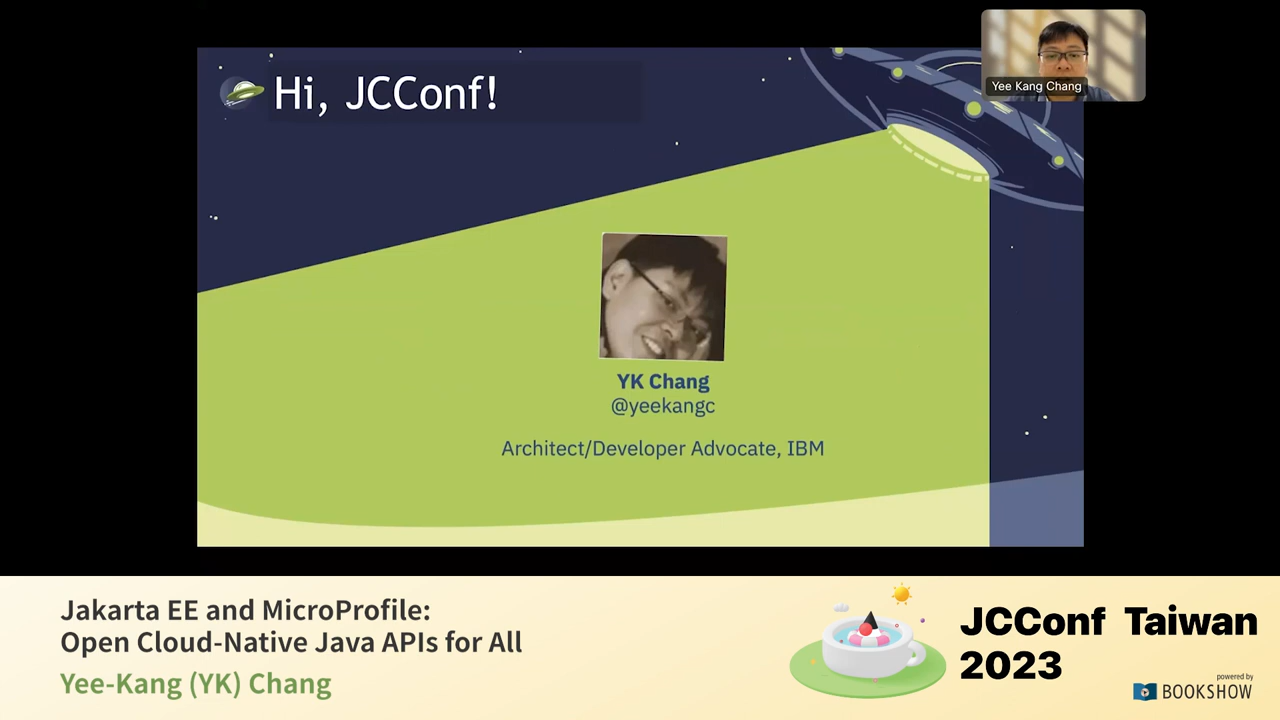 Hi, JCConf!
Yee Kang Chang
YK Chang
@yeekangc
Architect/Developer Advocate, IBM
Jakarta EE and MicroProfile:
Open Cloud-Native Java APIs for All
Yee-Kang (YK) Chang
JCConf Taiwan
2023
powered by
BOOKSHOW